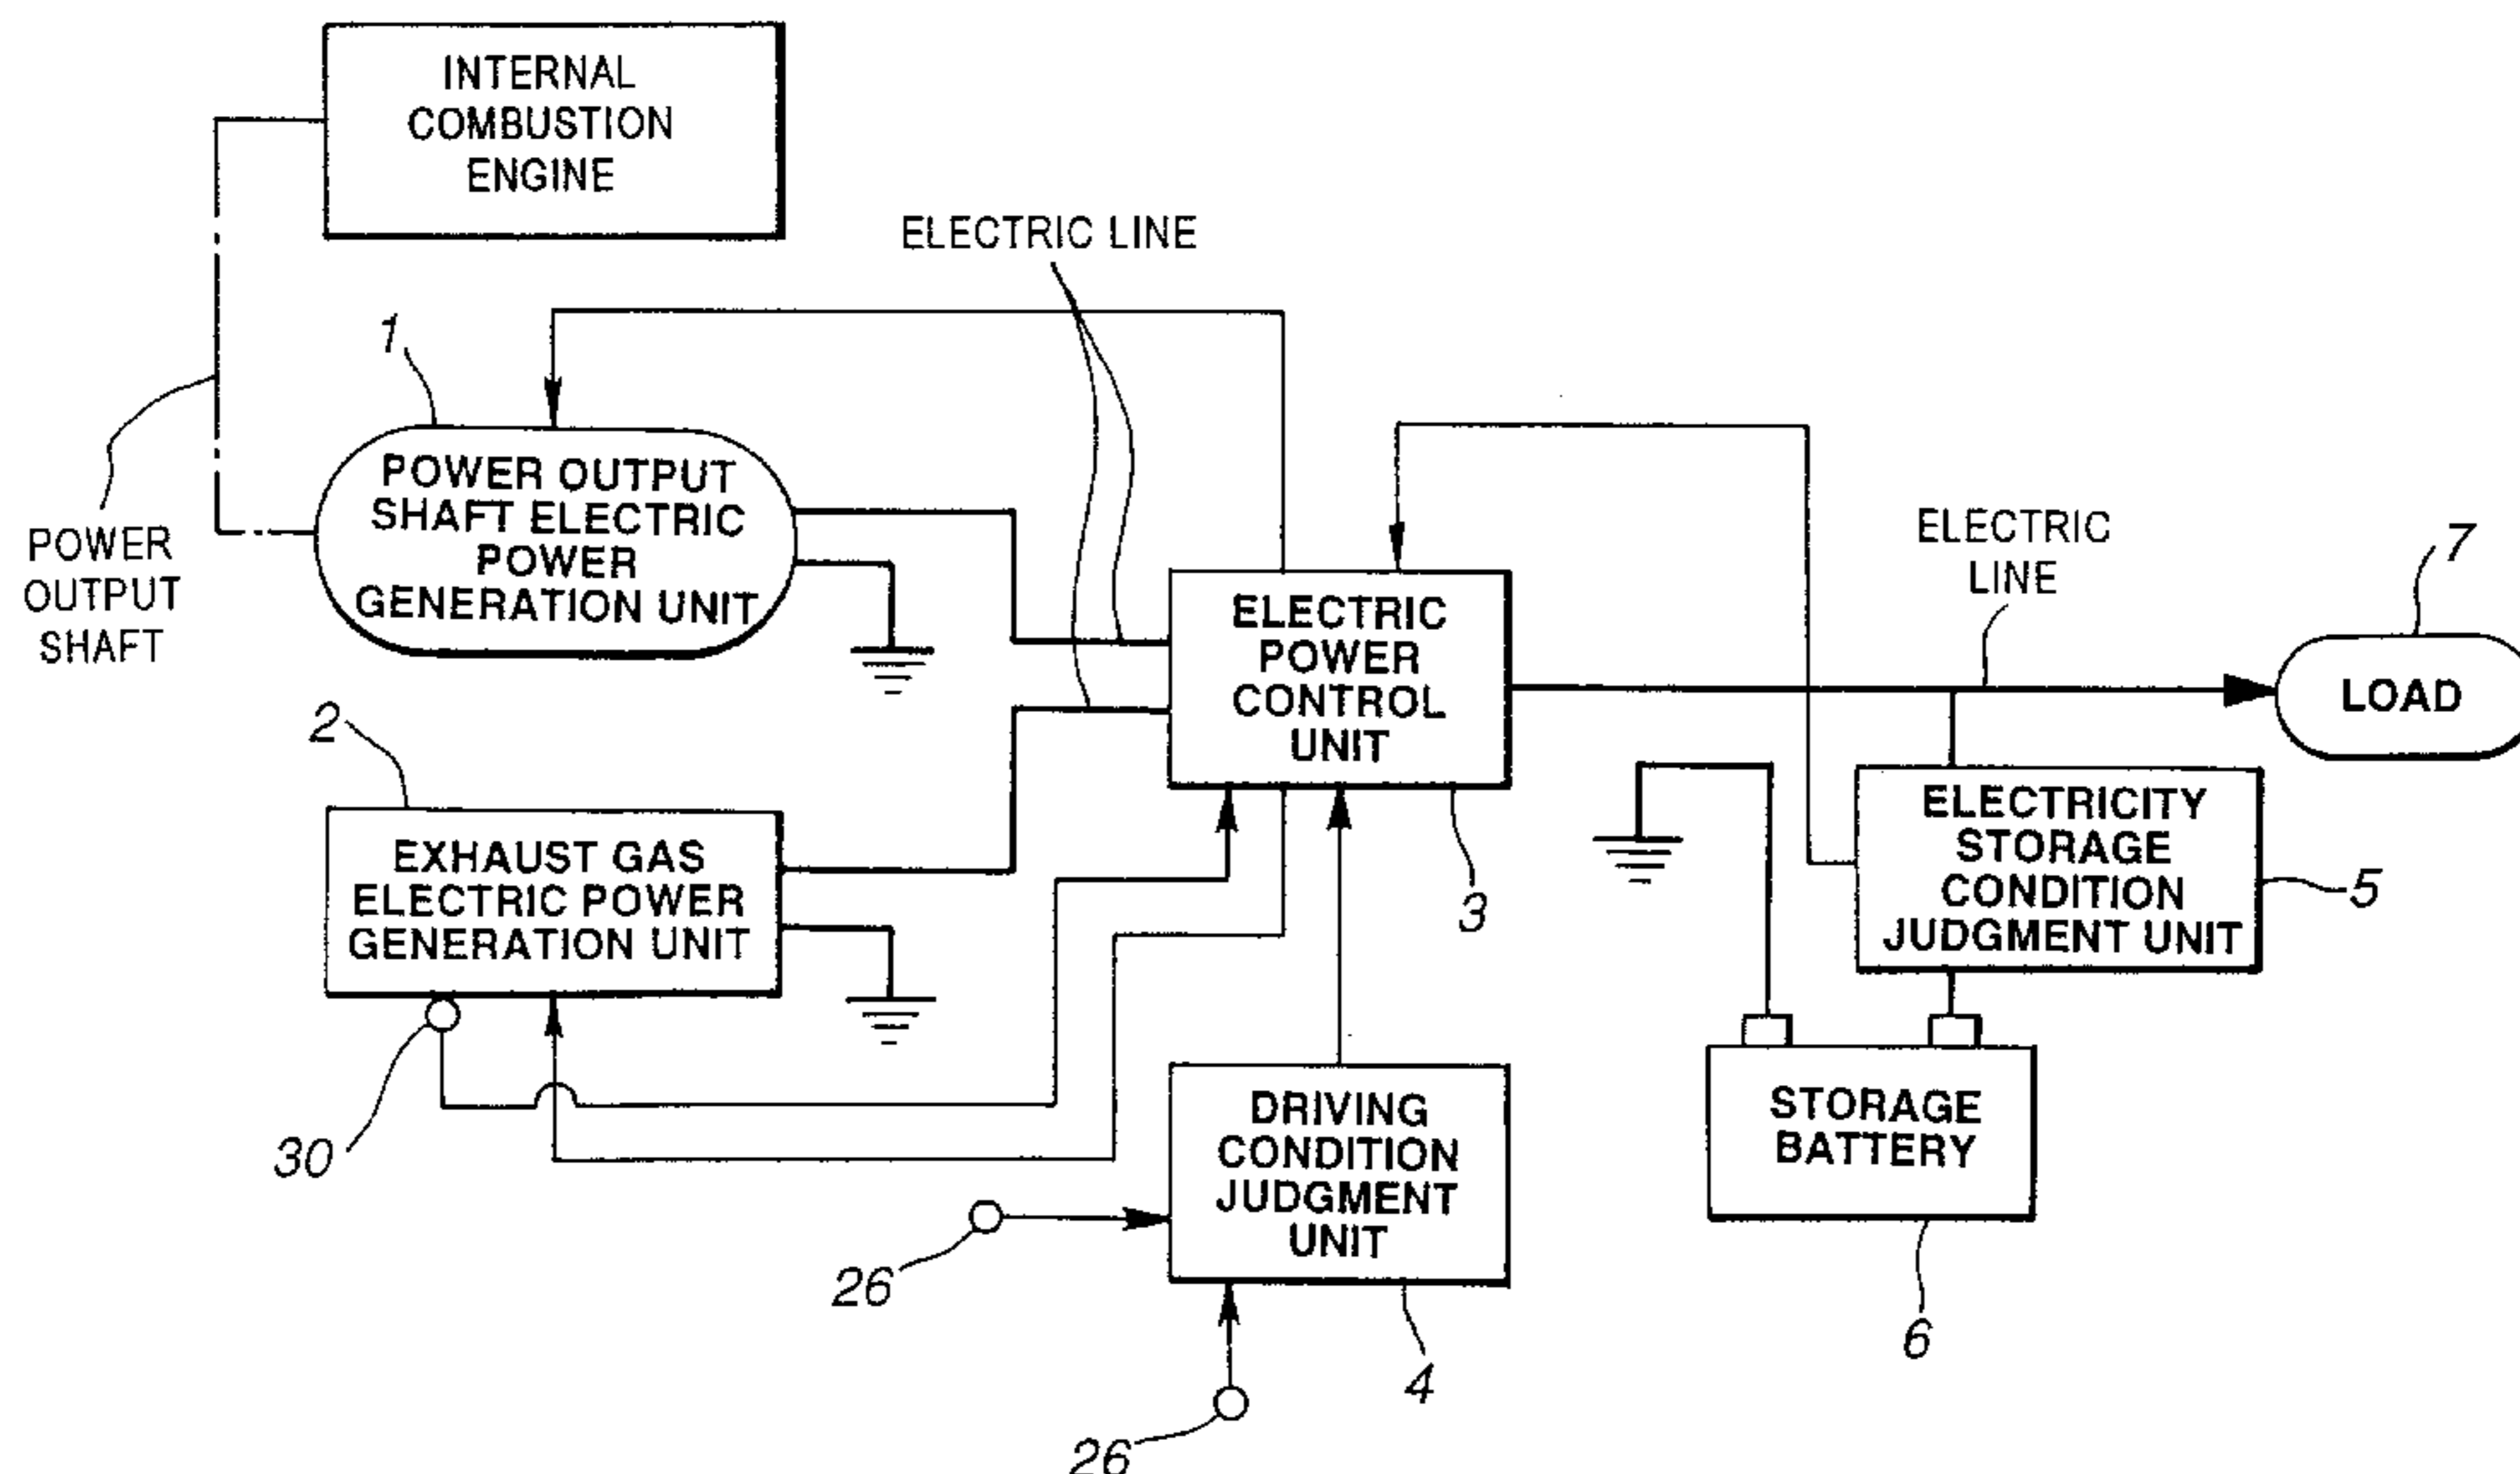 INTERNAL
COMBUSTION
ENGINE
ELECTRIC LINE
1
POWER OUTPUT
SHAFT ELECTRIC
POWER
GENERATION UNIT
POWER
OUTPUT
SHAFT
ELECTRIC
POWER
CONTROL
UNIT
3
ELECTRIC
LINE
7
LOAD
2
EXHAUST GAS
ELECTRIC POWER
GENERATION UNIT
30
ELECTRICITY
STORAGE
CONDITION
JUDGMENT UNIT
5
DRIVING
CONDITION
JUDGMENT
UNIT
4
26
26
STORAGE
BATTERY
6